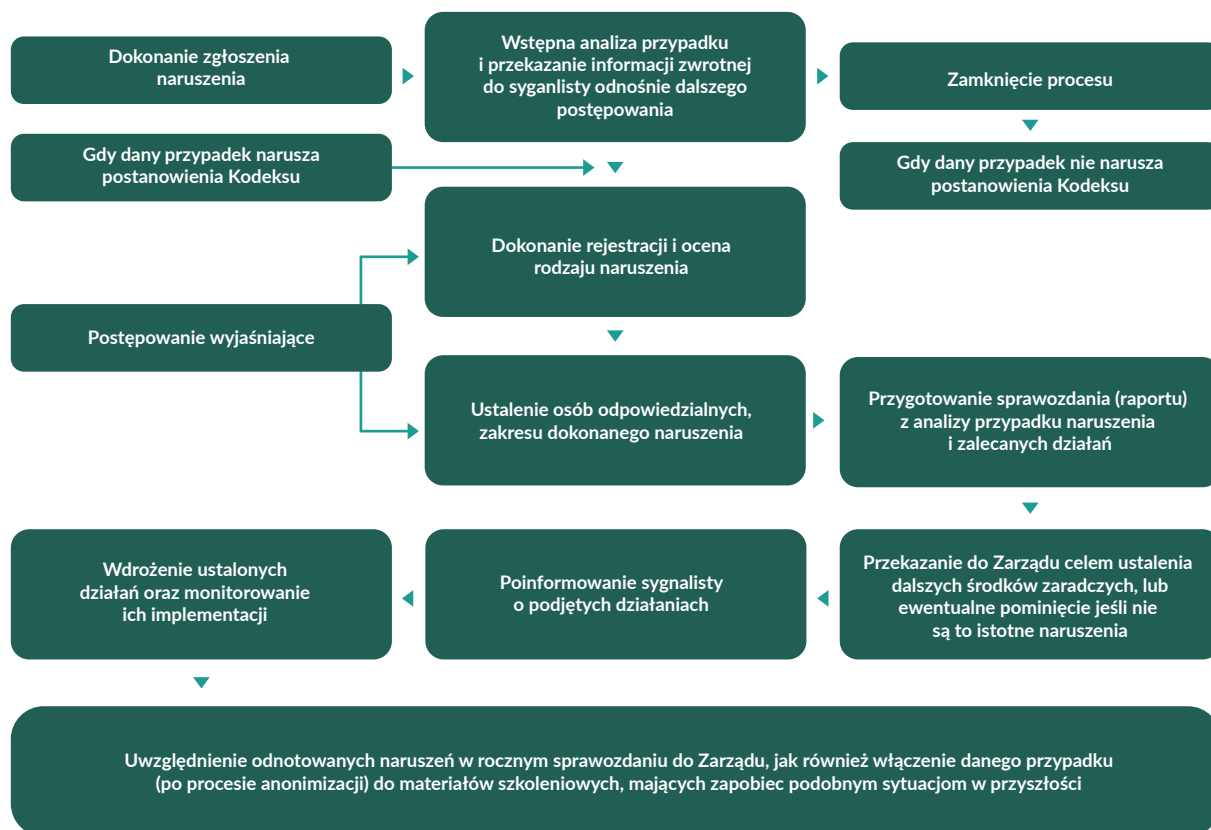 Dokonanie zgłoszenia
naruszenia
Wstępna analiza przypadku
i przekazanie informacji zwrotnej
do syganlisty odnośnie dalszego
postępowania
Zamknięcie procesu
Gdy dany przypadek narusza
postanowienia Kodeksu
Gdy dany przypadek nie narusza
postanowienia Kodeksu
Dokonanie rejestracji i ocena
rodzaju naruszenia
Postępowanie wyjaśniające
Ustalenie osób odpowiedzialnych,
zakresu dokonanego naruszenia
Przygotowanie sprawozdania (raportu)
z analizy przypadku naruszenia
i zalecanych działań
Wdrożenie ustalonych
działań oraz monitorowanie
ich implementacji
Poinformowanie sygnalisty
o podjętych działaniach
Przekazanie do Zarządu celem ustalenia
dalszych środków zaradczych, lub
ewentualne pominięcie jeśli nie
są to istotne naruszenia
Uwzględnienie odnotowanych naruszeń w rocznym sprawozdaniu do Zarządu, jak również włączenie danego przypadku
(po procesie anonimizacji) do materiałów szkoleniowych, mających zapobiec podobnym sytuacjom w przyszłości